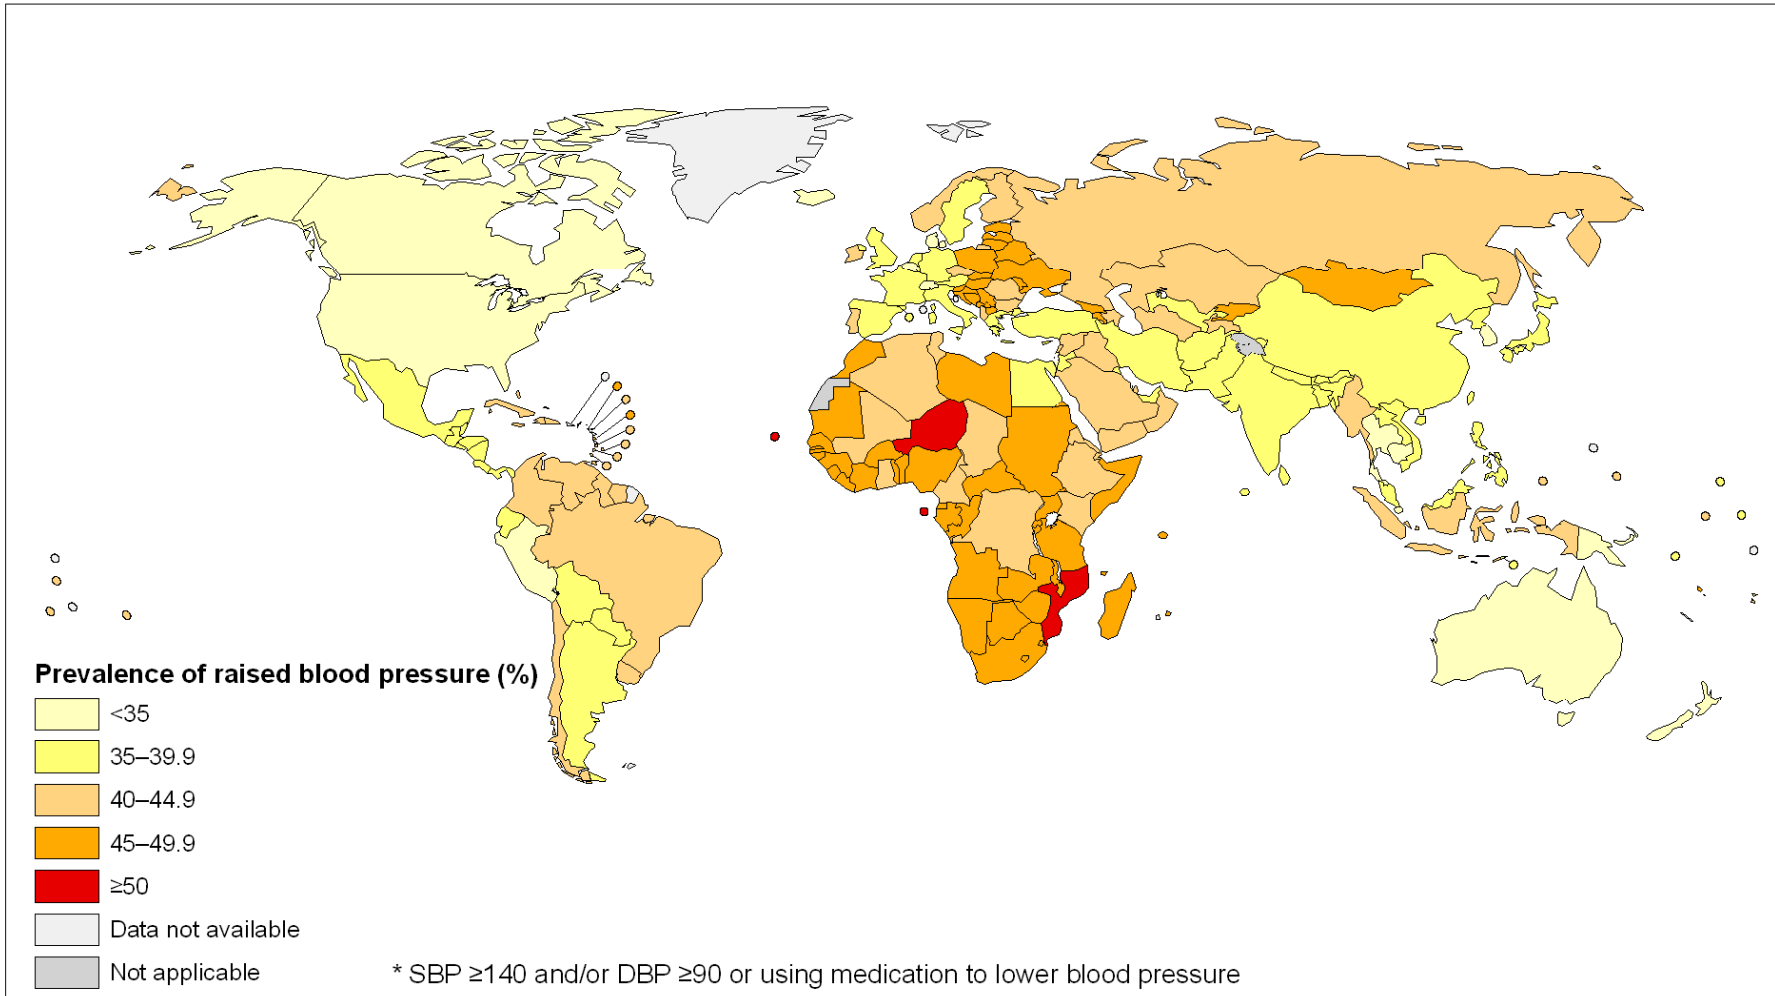 Prevalence of raised blood pressure (%)
<35
35–39.9
40–44.9
45–49.9
≥50
Data not available
Not applicable
* SBP ≥140 and/or DBP ≥90 or using medication to lower blood pressure